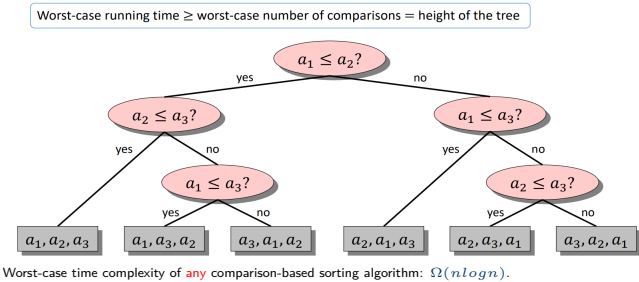 Worst-case running time ≥ worst-case number of comparisons = height of the tree
a₁ ≤ a₂?
yes
no
a₂ ≤ a₃?
a₁ ≤ a₃?
yes
no
yes
no
a₁ ≤ a₃?
a₂ ≤ a₃?
yes
no
yes
no
a₁, a₂, a₃
a₁, a₃, a₂
a₃, a₁, a₂
a₂, a₁, a₃
a₂, a₃, a₁
a₃, a₂, a₁
Worst-case time complexity of any comparison-based sorting algorithm: Ω(nlogn).